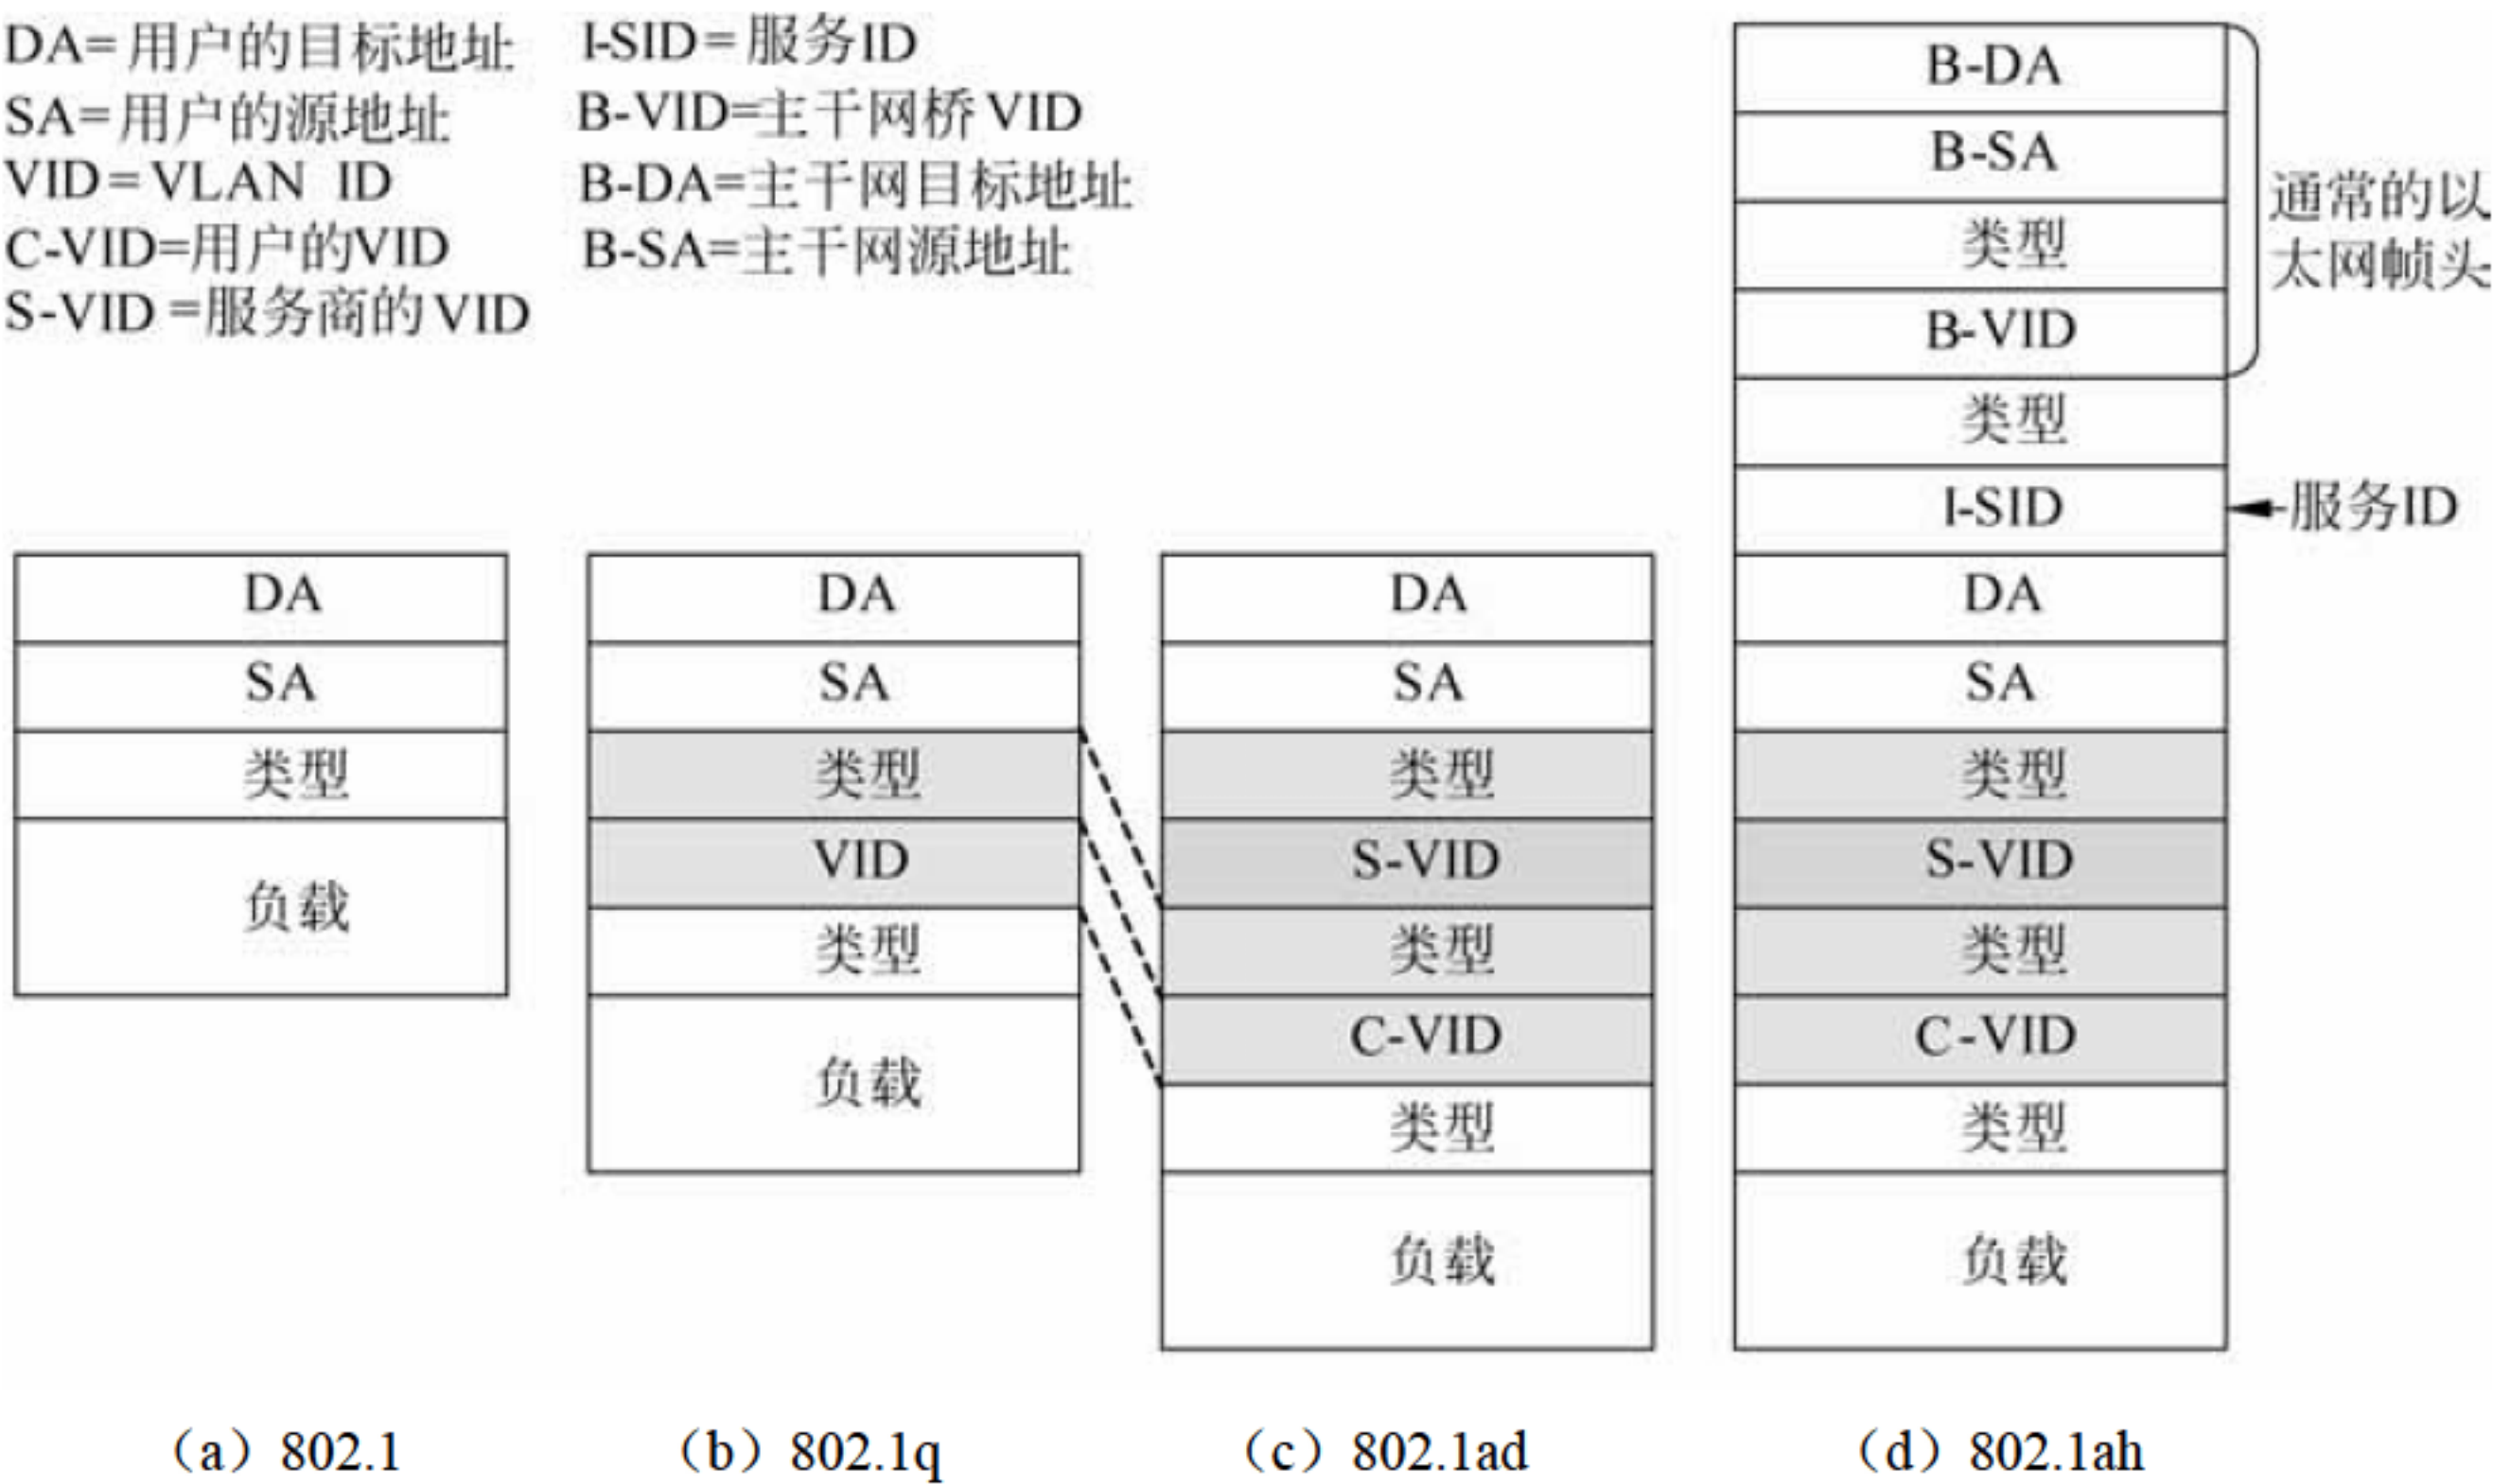 DA=用户的目标地址
SA=用户的源地址
VID=VLAN ID
C-VID=用户的VID
S-VID=服务商的VID
I-SID=服务ID
B-VID=主干网桥VID
B-DA=主干网目标地址
B-SA=主干网源地址
DA
SA
类型
负载
(a) 802.1
DA
SA
类型
VID
类型
负载
(b) 802.1q
DA
SA
类型
S-VID
类型
C-VID
类型
负载
(c) 802.1ad
B-DA
B-SA
类型
B-VID
通常的以
太网帧头
类型
I-SID
服务ID
DA
SA
类型
S-VID
类型
C-VID
类型
负载
(d) 802.1ah